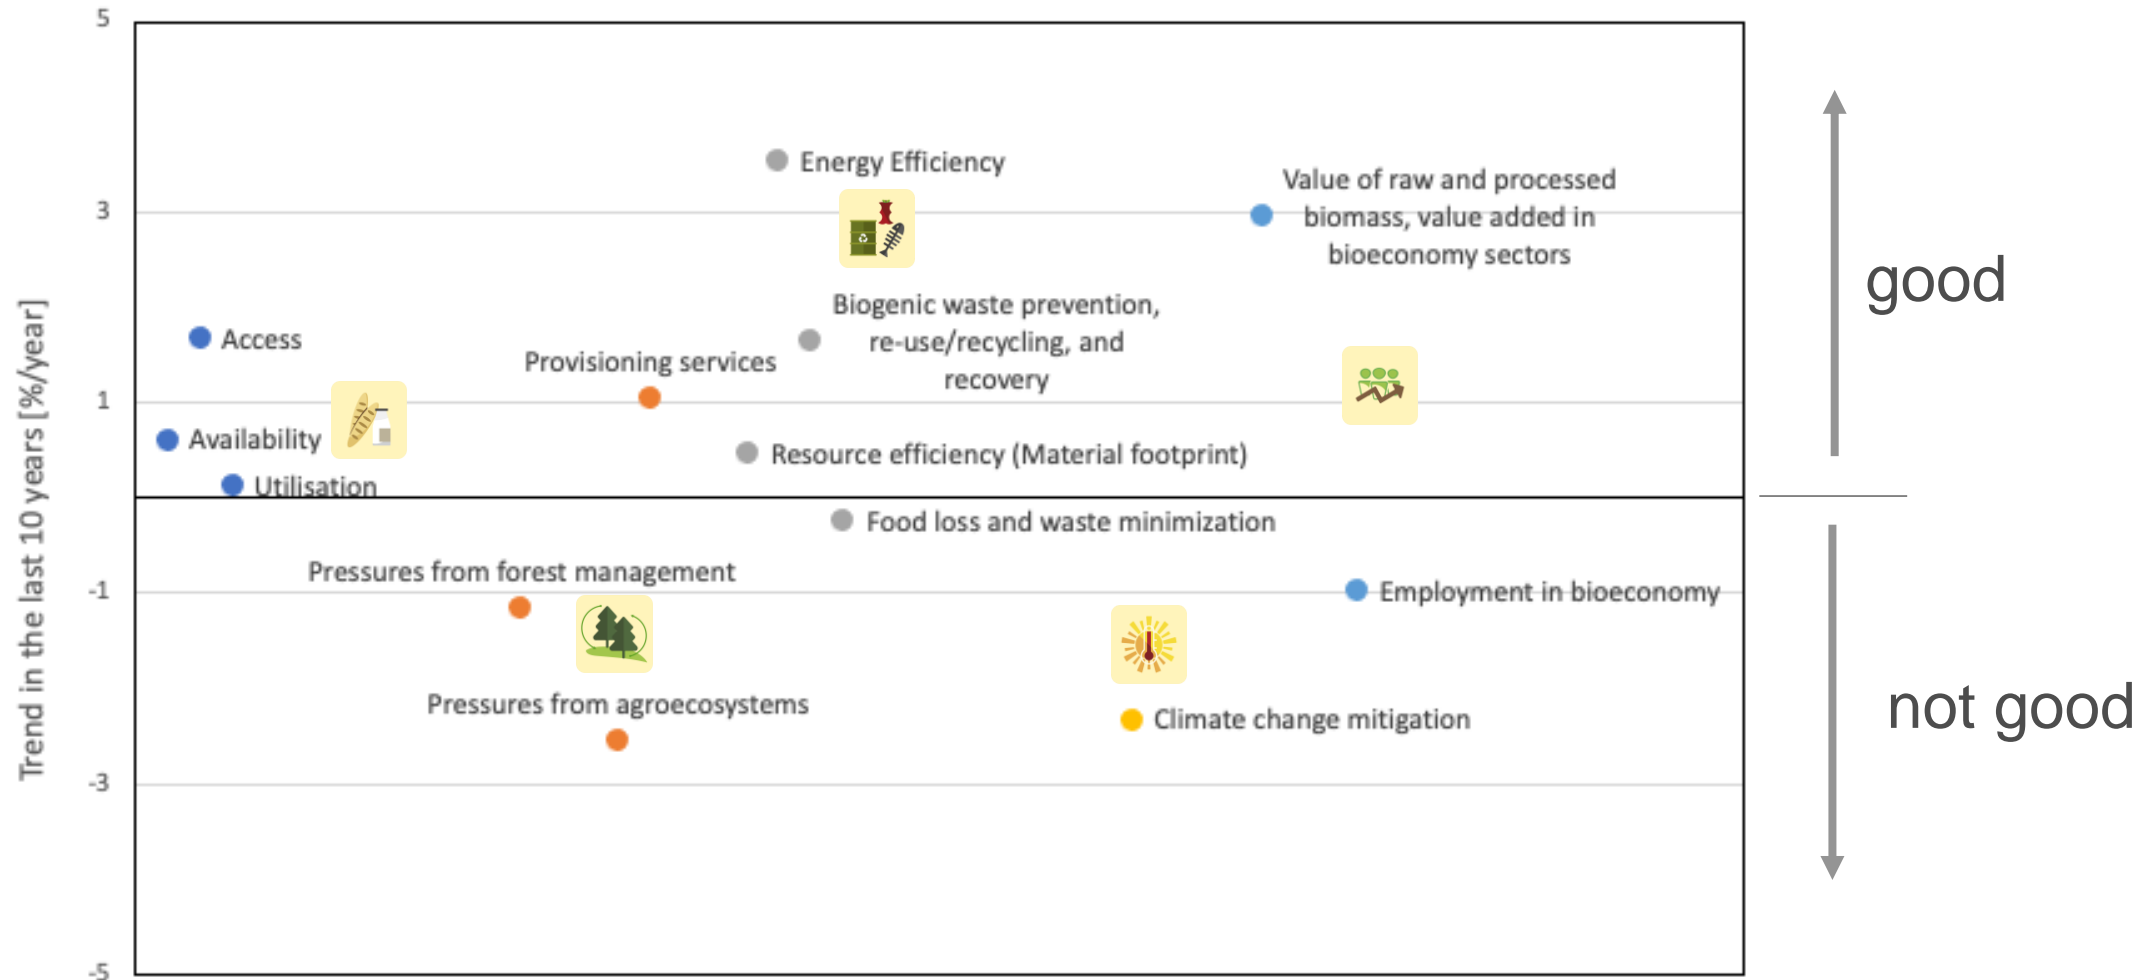 5
Energy Efficiency
Value of raw and processed
biomass, value added in
bioeconomy sectors
3
good
Biogenic waste prevention,
re-use/recycling, and
recovery
Access
Provisioning services
1
Availability
Resource efficiency (Material footprint)
Utilisation
Trend in the last 10 years [%/year]
Food loss and waste minimization
Pressures from forest management
-1
Employment in bioeconomy
Pressures from agroecosystems
Climate change mitigation
not good
-3
-5